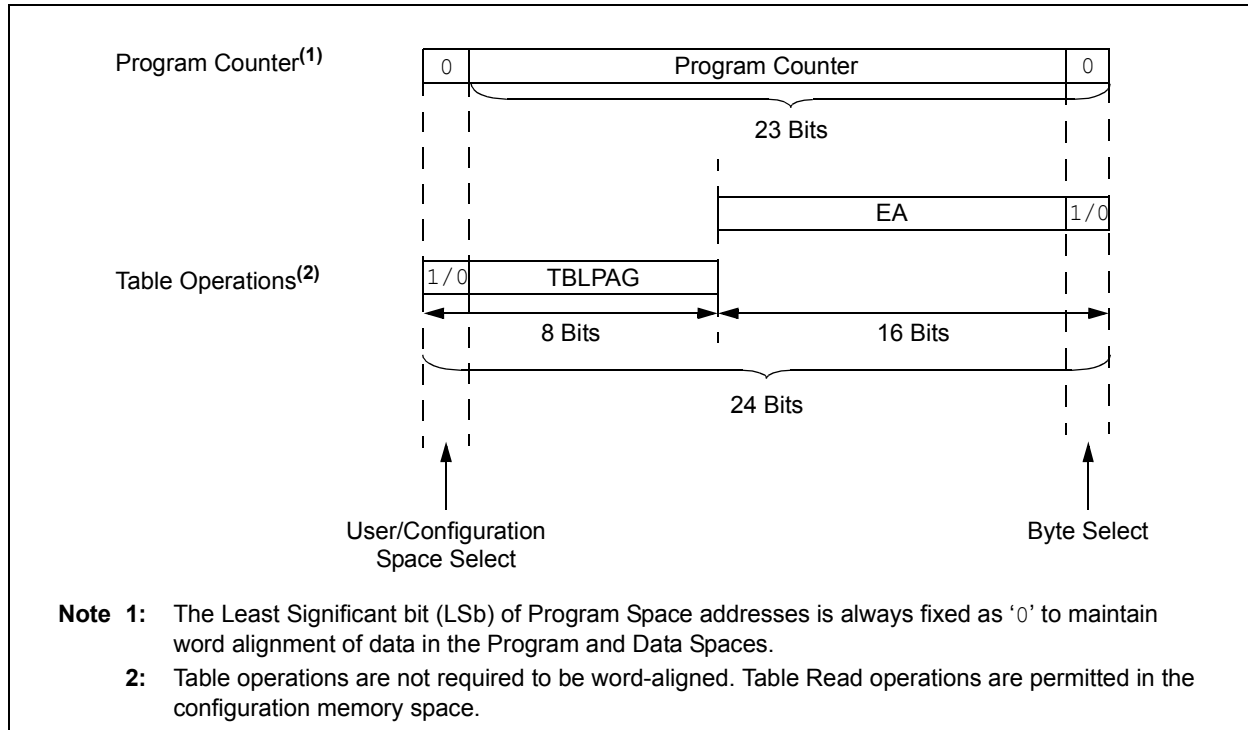 Program Counter(1)
0 Program Counter 0
23 Bits
EA 1/0
Table Operations(2)
1/0 TBLPAG
8 Bits 16 Bits
24 Bits
User/Configuration
Space Select
Byte Select
Note 1: The Least Significant bit (LSb) of Program Space addresses is always fixed as ‘0’ to maintain
word alignment of data in the Program and Data Spaces.
2: Table operations are not required to be word-aligned. Table Read operations are permitted in the
configuration memory space.